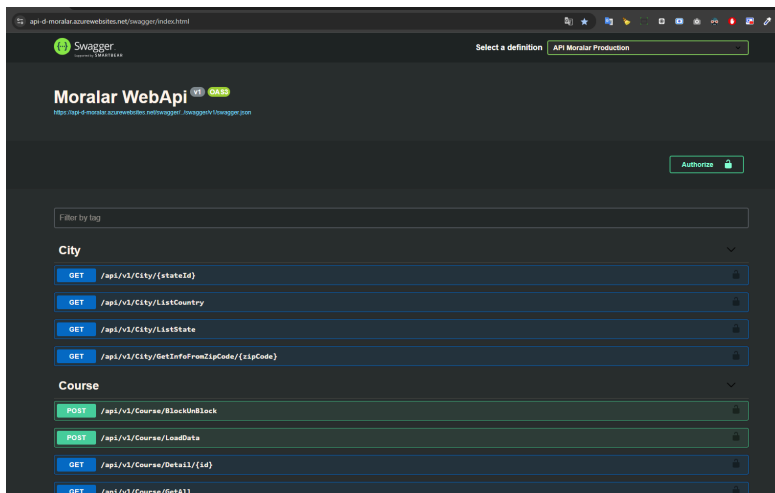 api-d-moralar.azurewebsites.net/swagger/index.html
Swagger
Supported by SMARTBEAR
Select a definition
API Moralar Production
Moralar WebApi v1 OAS3
https://api-d-moralar.azurewebsites.net/swagger/../swagger/v1/swagger.json
Authorize
Filter by tag
City
GET /api/v1/City/{stateId}
GET /api/v1/City/ListCountry
GET /api/v1/City/ListState
GET /api/v1/City/GetInfoFromZipCode/{zipCode}
Course
POST /api/v1/Course/BlockUnBlock
POST /api/v1/Course/LoadData
GET /api/v1/Course/Detail/{id}
GET /api/v1/Course/GetAll